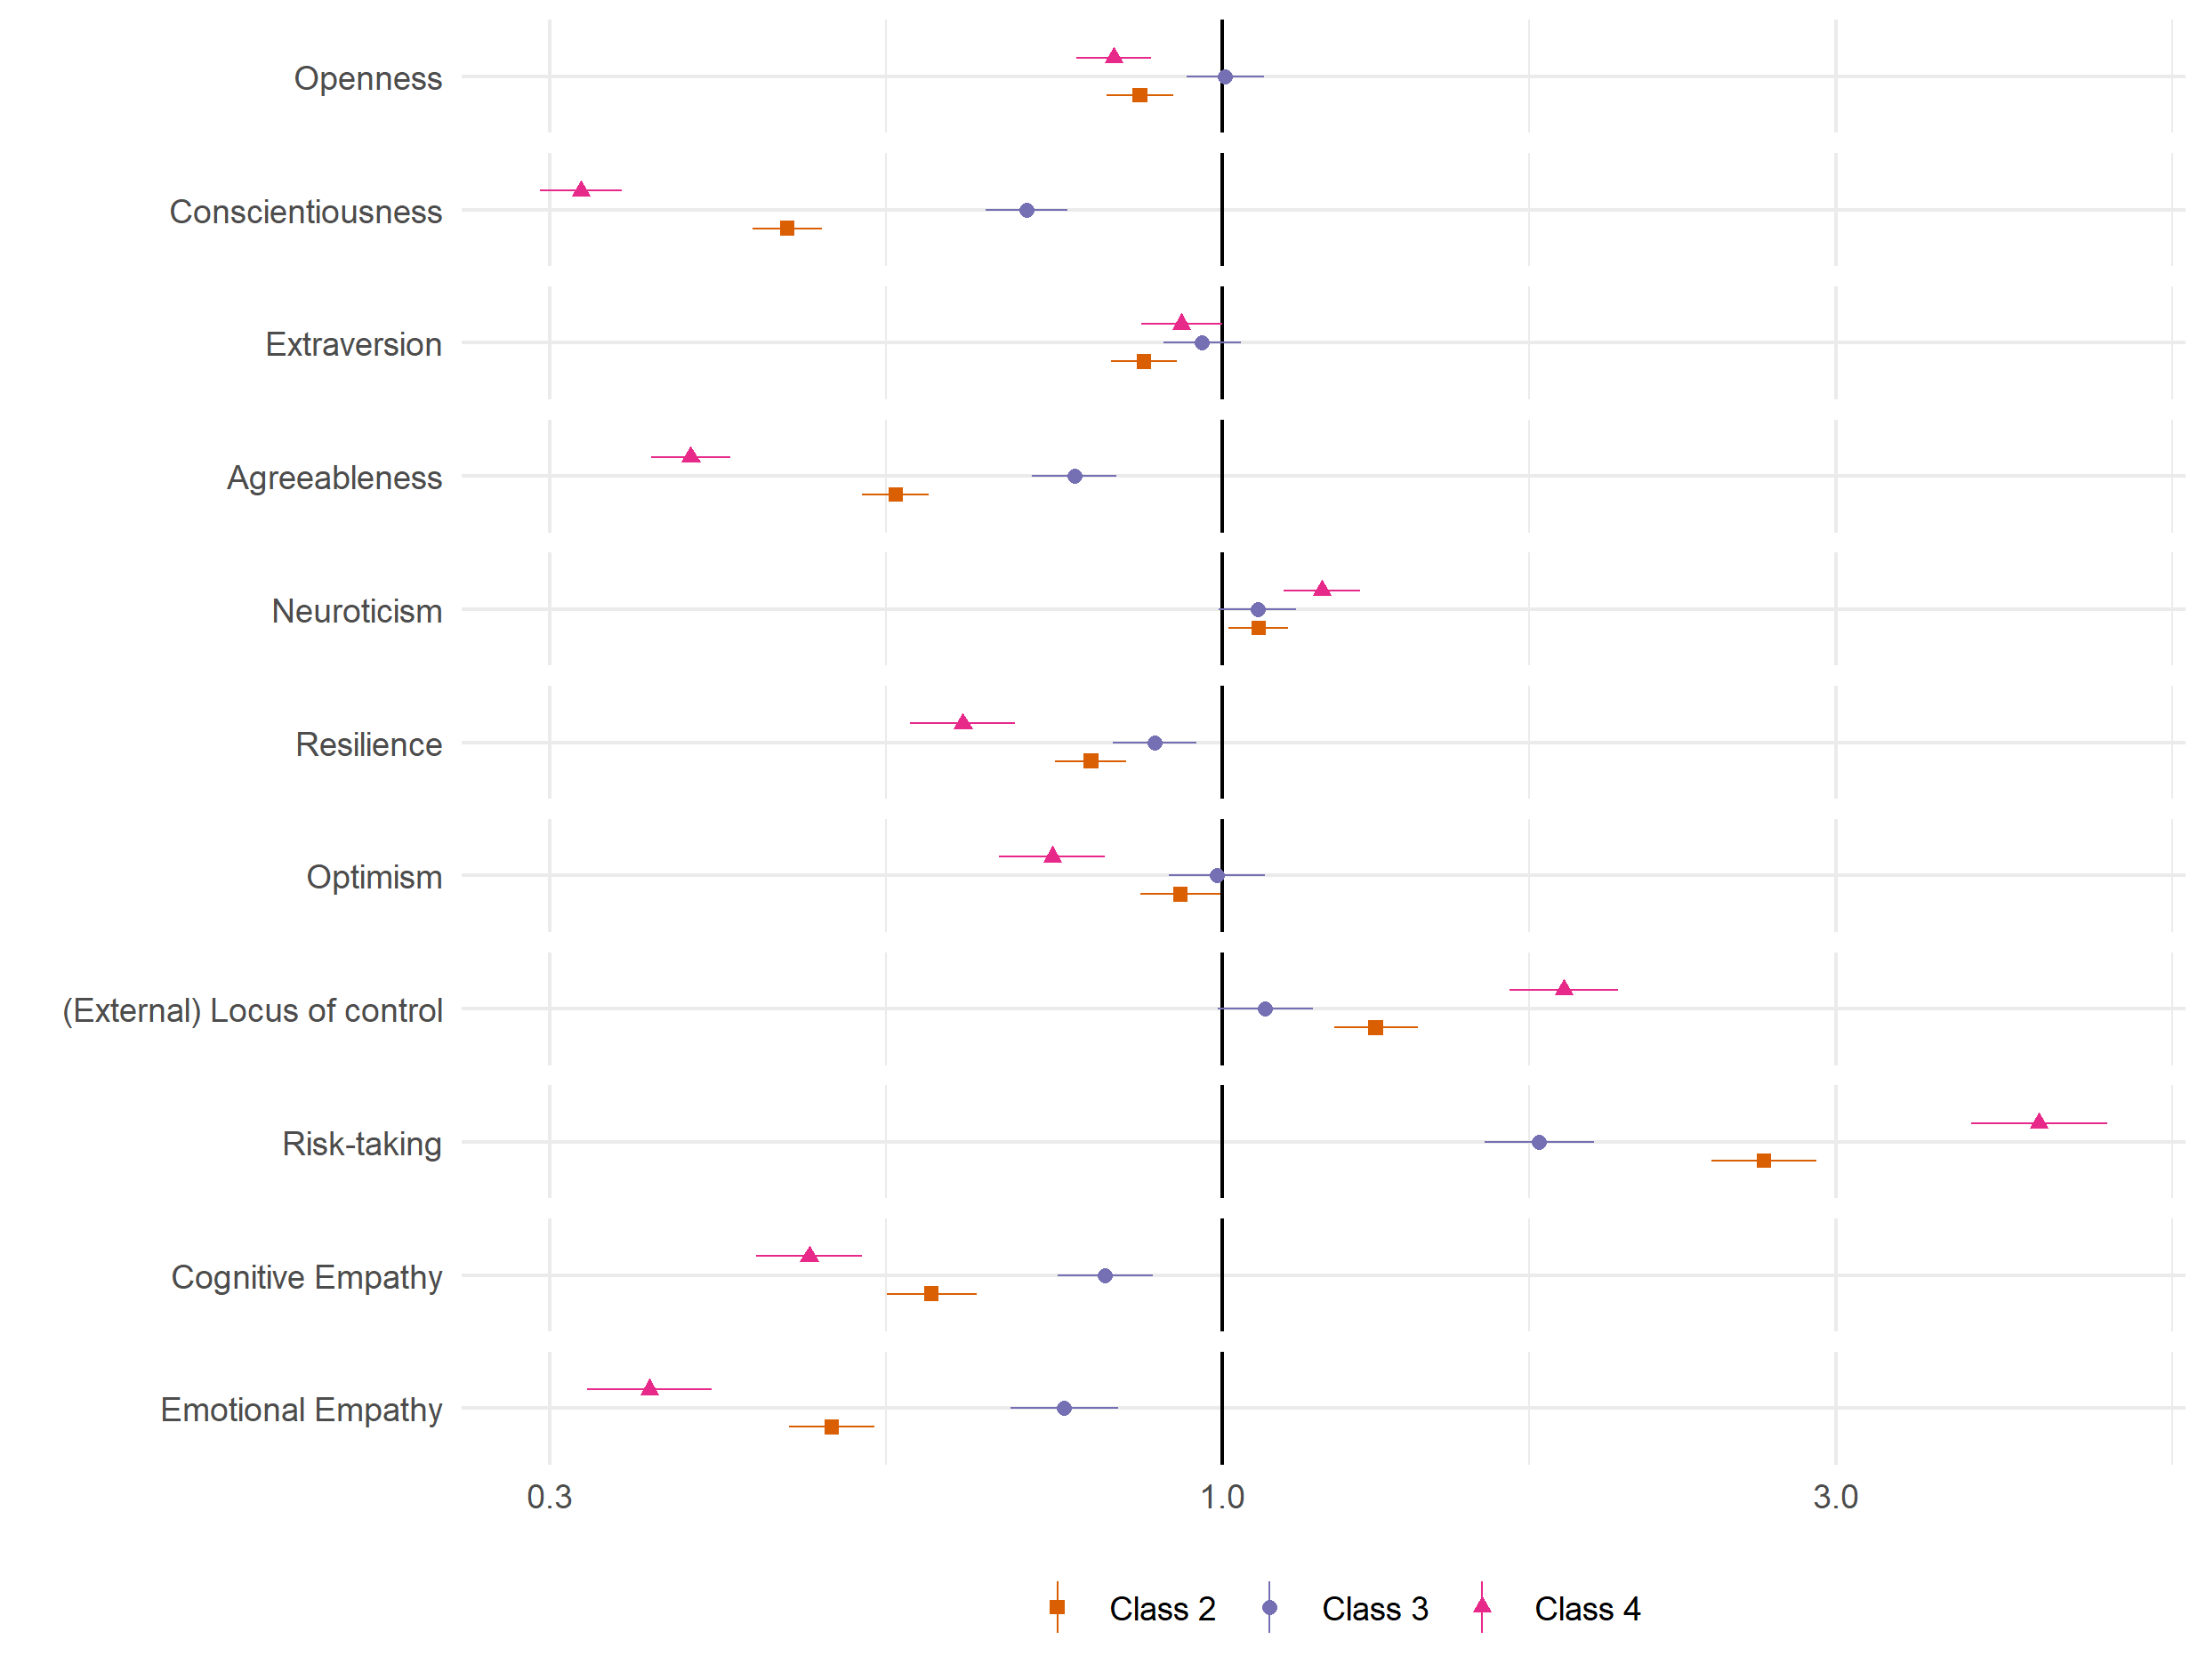 Openness
Conscientiousness
Extraversion
Agreeableness
Neuroticism
Resilience
Optimism
(External) Locus of control
Risk-taking
Cognitive Empathy
Emotional Empathy
0.3 1.0 3.0
Class 2 Class 3 Class 4